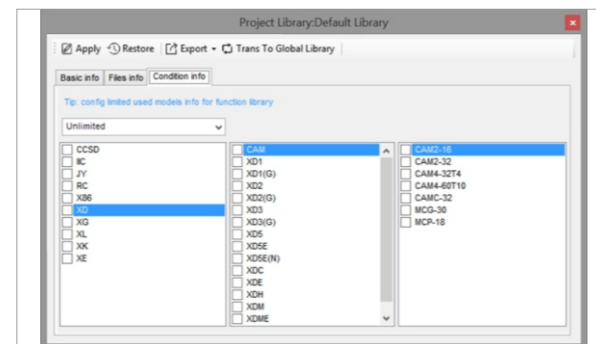 Project Library:Default Library
Apply Restore Export Trans To Global Library
Basic info Files info Condition info
Tip: config limited used models info for function library
Unlimited
CCSD
IIC
JY
RC
X86
XD
XG
XL
XK
XE
CAM
XD1
XD1(G)
XD2
XD2(G)
XD3
XD3(G)
XD5
XD5E
XD5E(N)
XDC
XDE
XDH
XDM
XDME
CAM2-16
CAM2-32
CAM4-32T4
CAM4-60T10
CAMC-32
MCG-30
MCP-18